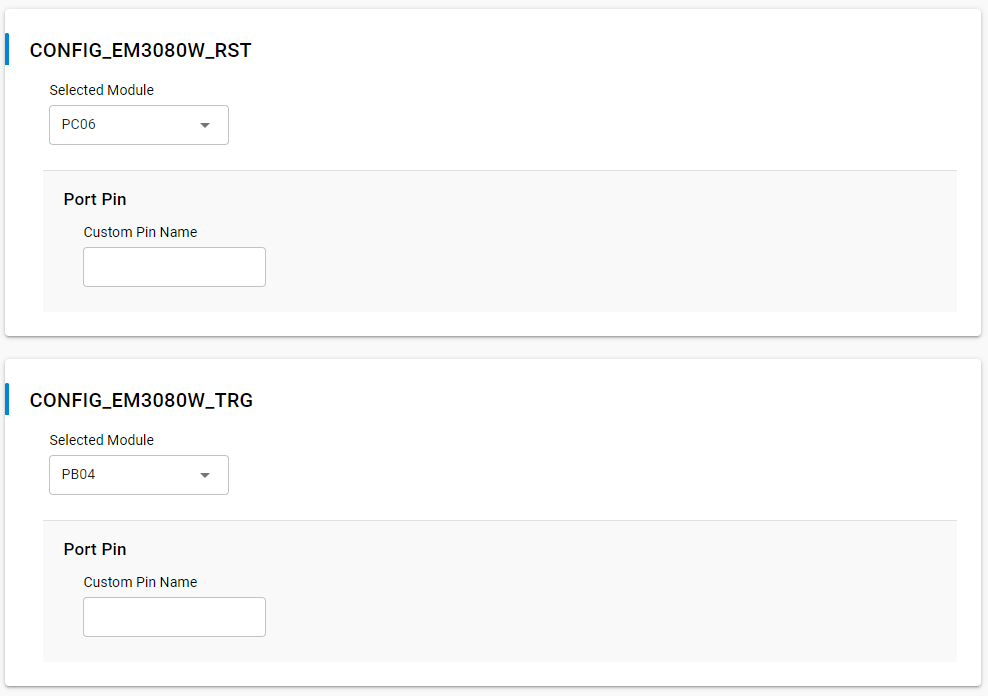 CONFIG_EM3080W_RST
Selected Module
PC06
Port Pin
Custom Pin Name
CONFIG_EM3080W_TRG
Selected Module
PB04
Port Pin
Custom Pin Name